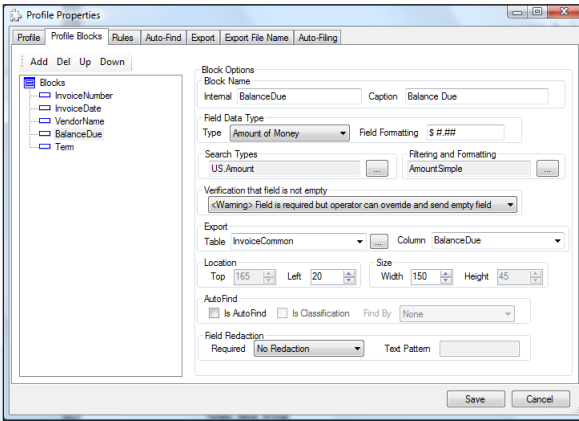 Profile Properties
Profile Profile Blocks Rules Auto-Find Export Export File Name Auto-Filing
Add Del Up Down
Blocks
InvoiceNumber
InvoiceDate
VendorName
BalanceDue
Term
Block Options
Block Name
Internal BalanceDue Caption Balance Due
Field Data Type
Type Amount of Money Field Formatting $ #.##
Search Types Filtering and Formatting
US.Amount ... AmountSimple ...
Verification that field is not empty
<Warning> Field is required but operator can override and send empty field
Export
Table InvoiceCommon ... Column BalanceDue
Location Size
Top 165 Left 20 Width 150 Height 45
AutoFind
Is AutoFind Is Classification Find By None
Field Redaction
Required No Redaction Text Pattern
Save Cancel